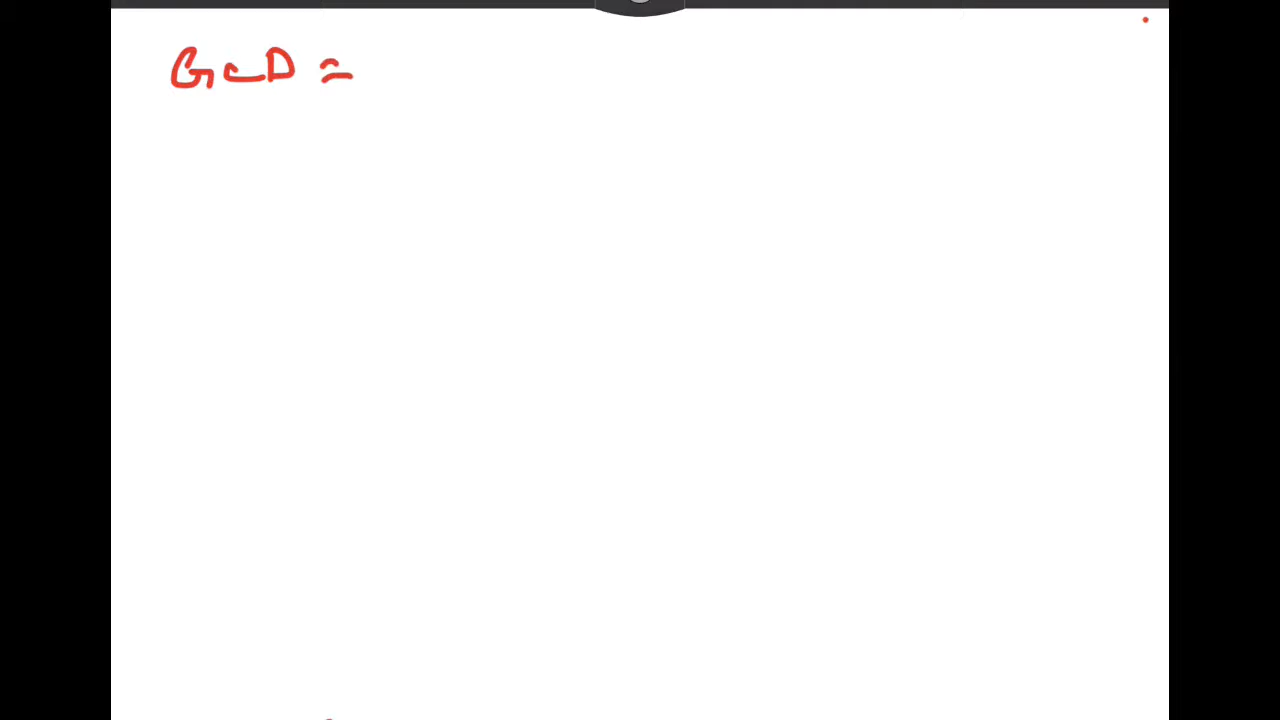 GCD =